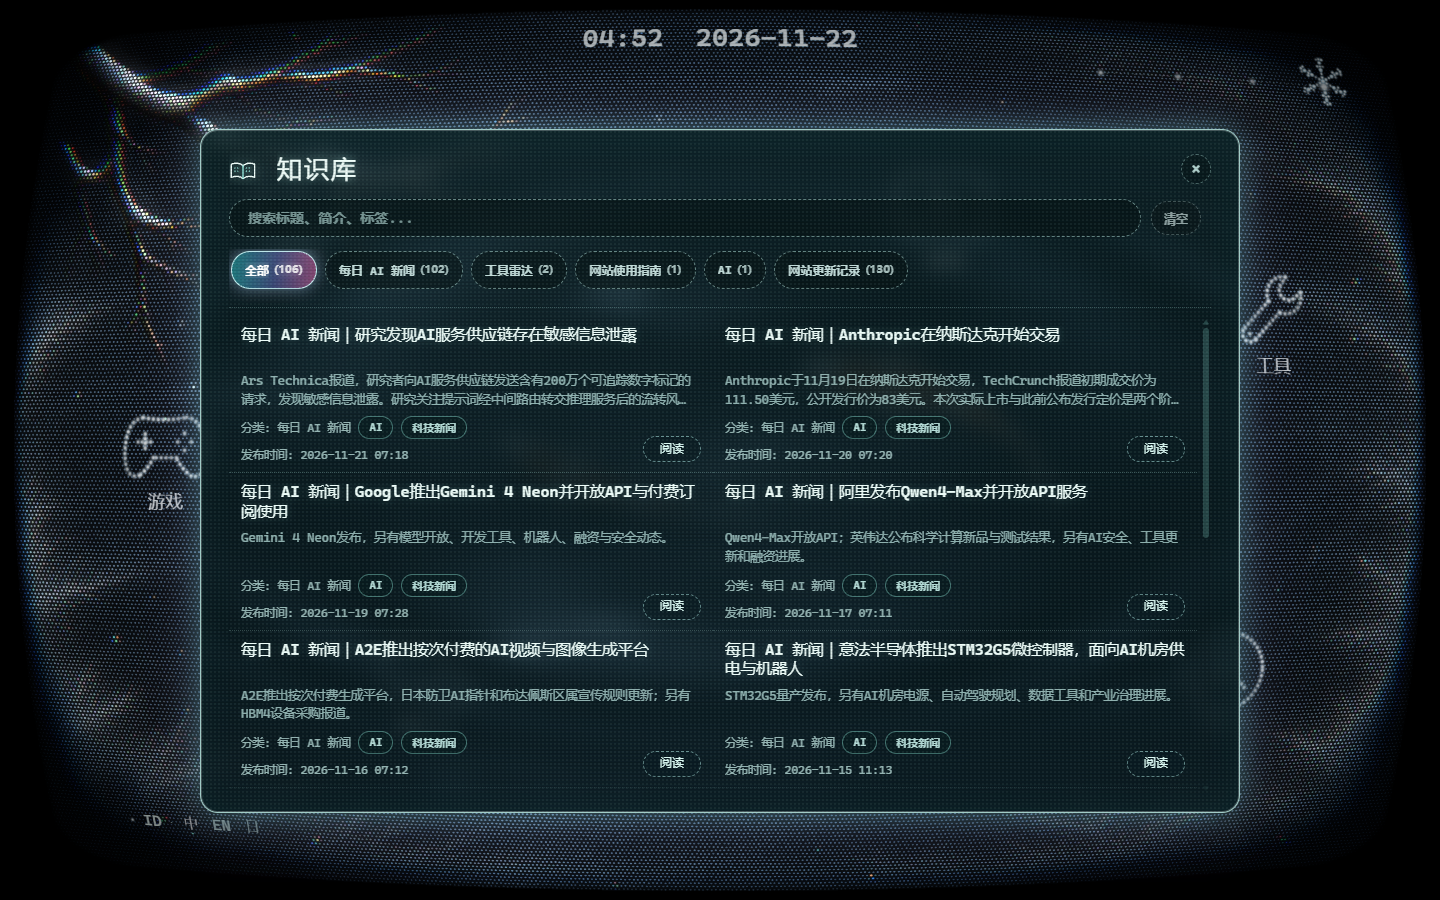 04:52 2026-11-22
知识库
×
搜索标题、简介、标签...
清空
全部 (106)
每日 AI 新闻 (102)
工具雷达 (2)
网站使用指南 (1)
AI (1)
网站更新记录 (130)
每日 AI 新闻 | 研究发现AI服务供应链存在敏感信息泄露
Ars Technica报道，研究者向AI服务供应链发送含有200万个可追踪数字标记的
请求，发现敏感信息泄露。研究关注提示词经中间路由转交推理服务后的流转风…
分类: 每日 AI 新闻 AI 科技新闻
发布时间: 2026-11-21 07:18
阅读
每日 AI 新闻 | Anthropic在纳斯达克开始交易
Anthropic于11月19日在纳斯达克开始交易，TechCrunch报道初期成交价为
111.50美元，公开发行价为83美元。本次实际上市与此前公布发行定价是两个阶…
分类: 每日 AI 新闻 AI 科技新闻
发布时间: 2026-11-20 07:20
阅读
每日 AI 新闻 | Google推出Gemini 4 Neon并开放API与付费订
阅使用
Gemini 4 Neon发布，另有模型开放、开发工具、机器人、融资与安全动态。
分类: 每日 AI 新闻 AI 科技新闻
发布时间: 2026-11-19 07:28
阅读
每日 AI 新闻 | 阿里发布Qwen4-Max并开放API服务
Qwen4-Max开放API；英伟达公布科学计算新品与测试结果，另有AI安全、工具更
新和融资进展。
分类: 每日 AI 新闻 AI 科技新闻
发布时间: 2026-11-17 07:11
阅读
每日 AI 新闻 | A2E推出按次付费的AI视频与图像生成平台
A2E推出按次付费生成平台，日本防卫AI指针和布达佩斯区属宣传规则更新；另有
HBM4设备采购报道。
分类: 每日 AI 新闻 AI 科技新闻
发布时间: 2026-11-16 07:12
阅读
每日 AI 新闻 | 意法半导体推出STM32G5微控制器，面向AI机房供
电与机器人
STM32G5量产发布，另有AI机房电源、自动驾驶规划、数据工具和产业治理进展。
分类: 每日 AI 新闻 AI 科技新闻
发布时间: 2026-11-15 11:13
阅读
游戏
工具
· ID 中 EN